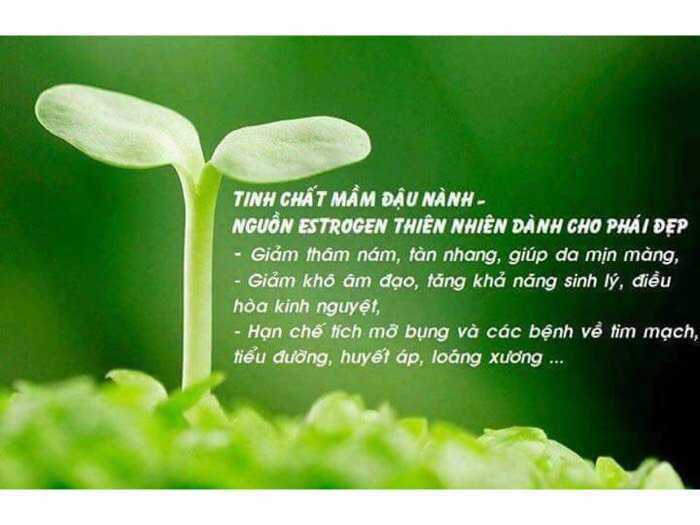 TINH CHẤT MẦM ĐẬU NÀNH -
NGUỒN ESTROGEN THIÊN NHIÊN DÀNH CHO PHÁI ĐẸP
- Giảm thâm nám, tàn nhang, giúp da mịn màng,
- Giảm khô âm đạo, tăng khả năng sinh lý, điều
hòa kinh nguyệt,
- Hạn chế tích mỡ bụng và các bệnh về tim mạch,
tiểu đường, huyết áp, loảng xương ...